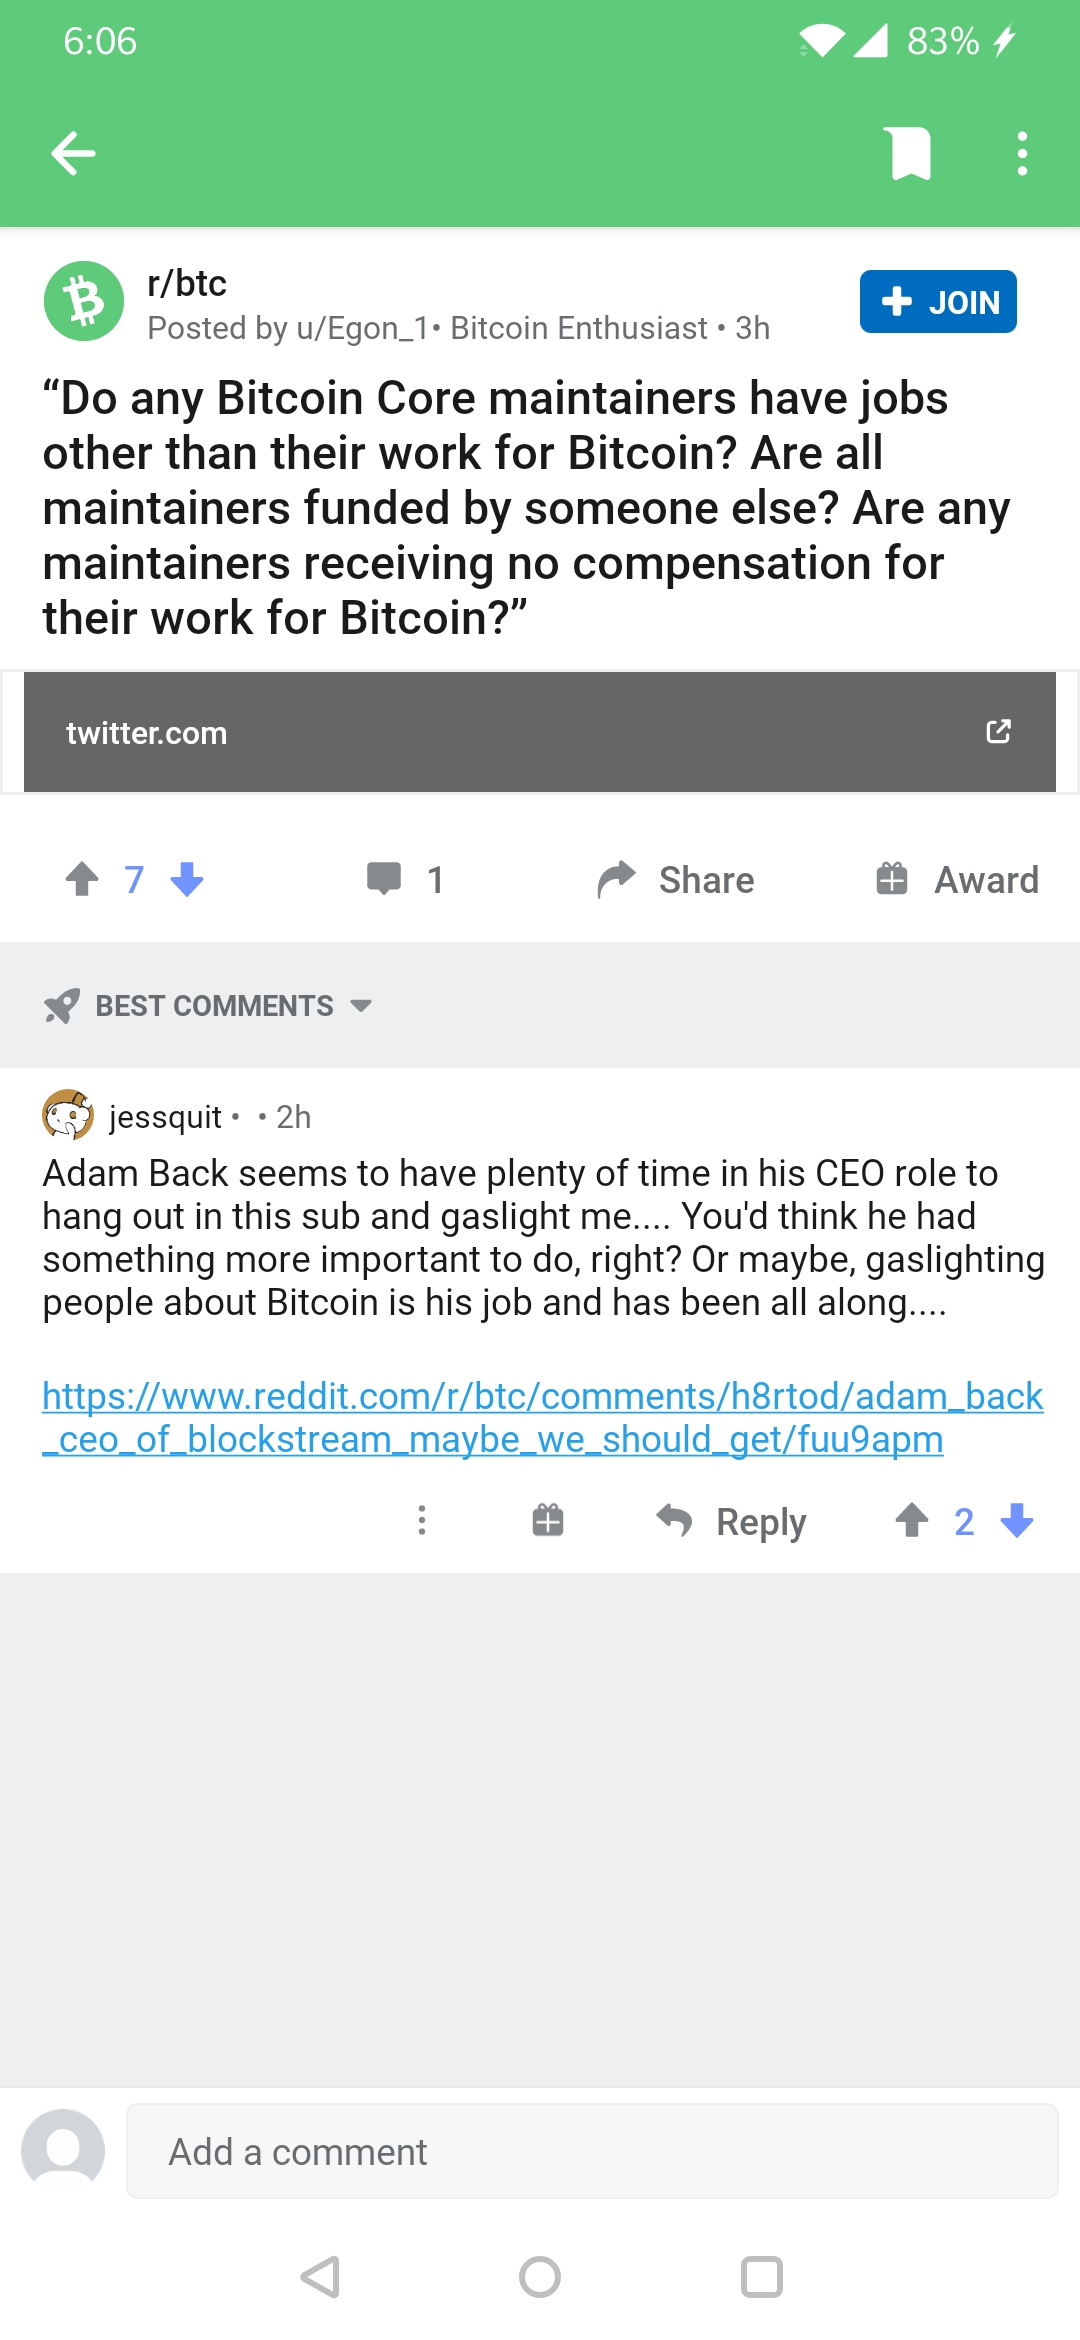 6:06
83%
r/btc
Posted by u/Egon_1• Bitcoin Enthusiast • 3h
JOIN
“Do any Bitcoin Core maintainers have jobs
other than their work for Bitcoin? Are all
maintainers funded by someone else? Are any
maintainers receiving no compensation for
their work for Bitcoin?”
twitter.com
7
1
Share
Award
BEST COMMENTS
jessquit • • 2h
Adam Back seems to have plenty of time in his CEO role to
hang out in this sub and gaslight me.... You'd think he had
something more important to do, right? Or maybe, gaslighting
people about Bitcoin is his job and has been all along....
https://www.reddit.com/r/btc/comments/h8rtod/adam_back
_ceo_of_blockstream_maybe_we_should_get/fuu9apm
Reply
2
Add a comment